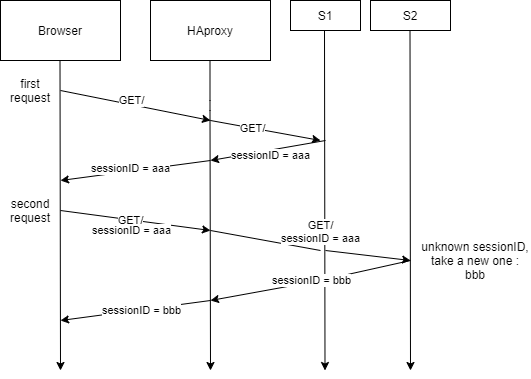 Browser
HAproxy
S1
S2
first
request
GET/
GET/
sessionID = aaa
sessionID = aaa
second
request
GET/
sessionID = aaa
GET/
sessionID = aaa
unknown sessionID,
take a new one :
bbb
sessionID = bbb
sessionID = bbb